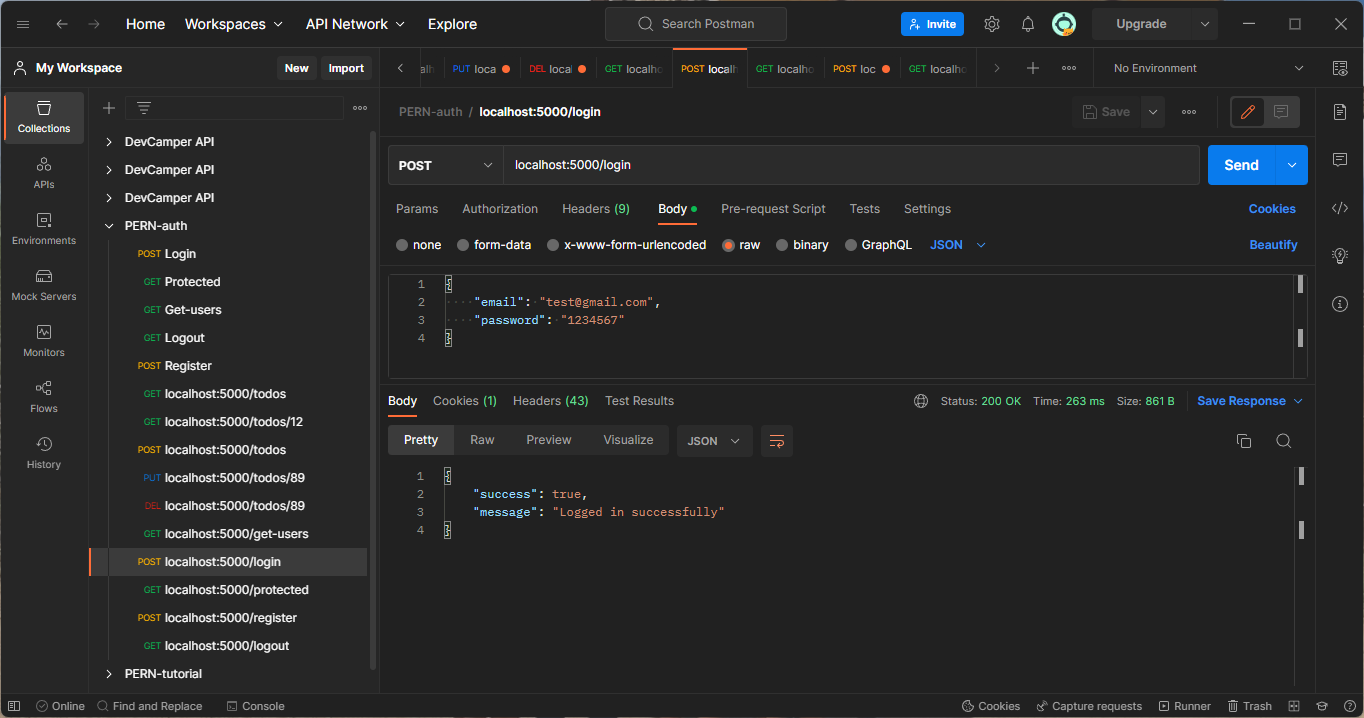 Home Workspaces API Network Explore Search Postman Invite Upgrade
My Workspace New Import
PUT loca DEL local GET localho POST localh GET localho POST loc GET localho No Environment
Collections
APIs
Environments
Mock Servers
Monitors
Flows
History
DevCamper API
DevCamper API
DevCamper API
PERN-auth
POST Login
GET Protected
GET Get-users
GET Logout
POST Register
GET localhost:5000/todos
GET localhost:5000/todos/12
POST localhost:5000/todos
PUT localhost:5000/todos/89
DEL localhost:5000/todos/89
GET localhost:5000/get-users
POST localhost:5000/login
GET localhost:5000/protected
POST localhost:5000/register
GET localhost:5000/logout
PERN-tutorial
PERN-auth / localhost:5000/login Save
POST localhost:5000/login Send
Params Authorization Headers (9) Body Pre-request Script Tests Settings Cookies
none form-data x-www-form-urlencoded raw binary GraphQL JSON Beautify
1 {
2 "email": "test@gmail.com",
3 "password": "1234567"
4 }
Body Cookies (1) Headers (43) Test Results Status: 200 OK Time: 263 ms Size: 861 B Save Response
Pretty Raw Preview Visualize JSON
1 {
2 "success": true,
3 "message": "Logged in successfully"
4 }
Online Find and Replace Console Cookies Capture requests Runner Trash